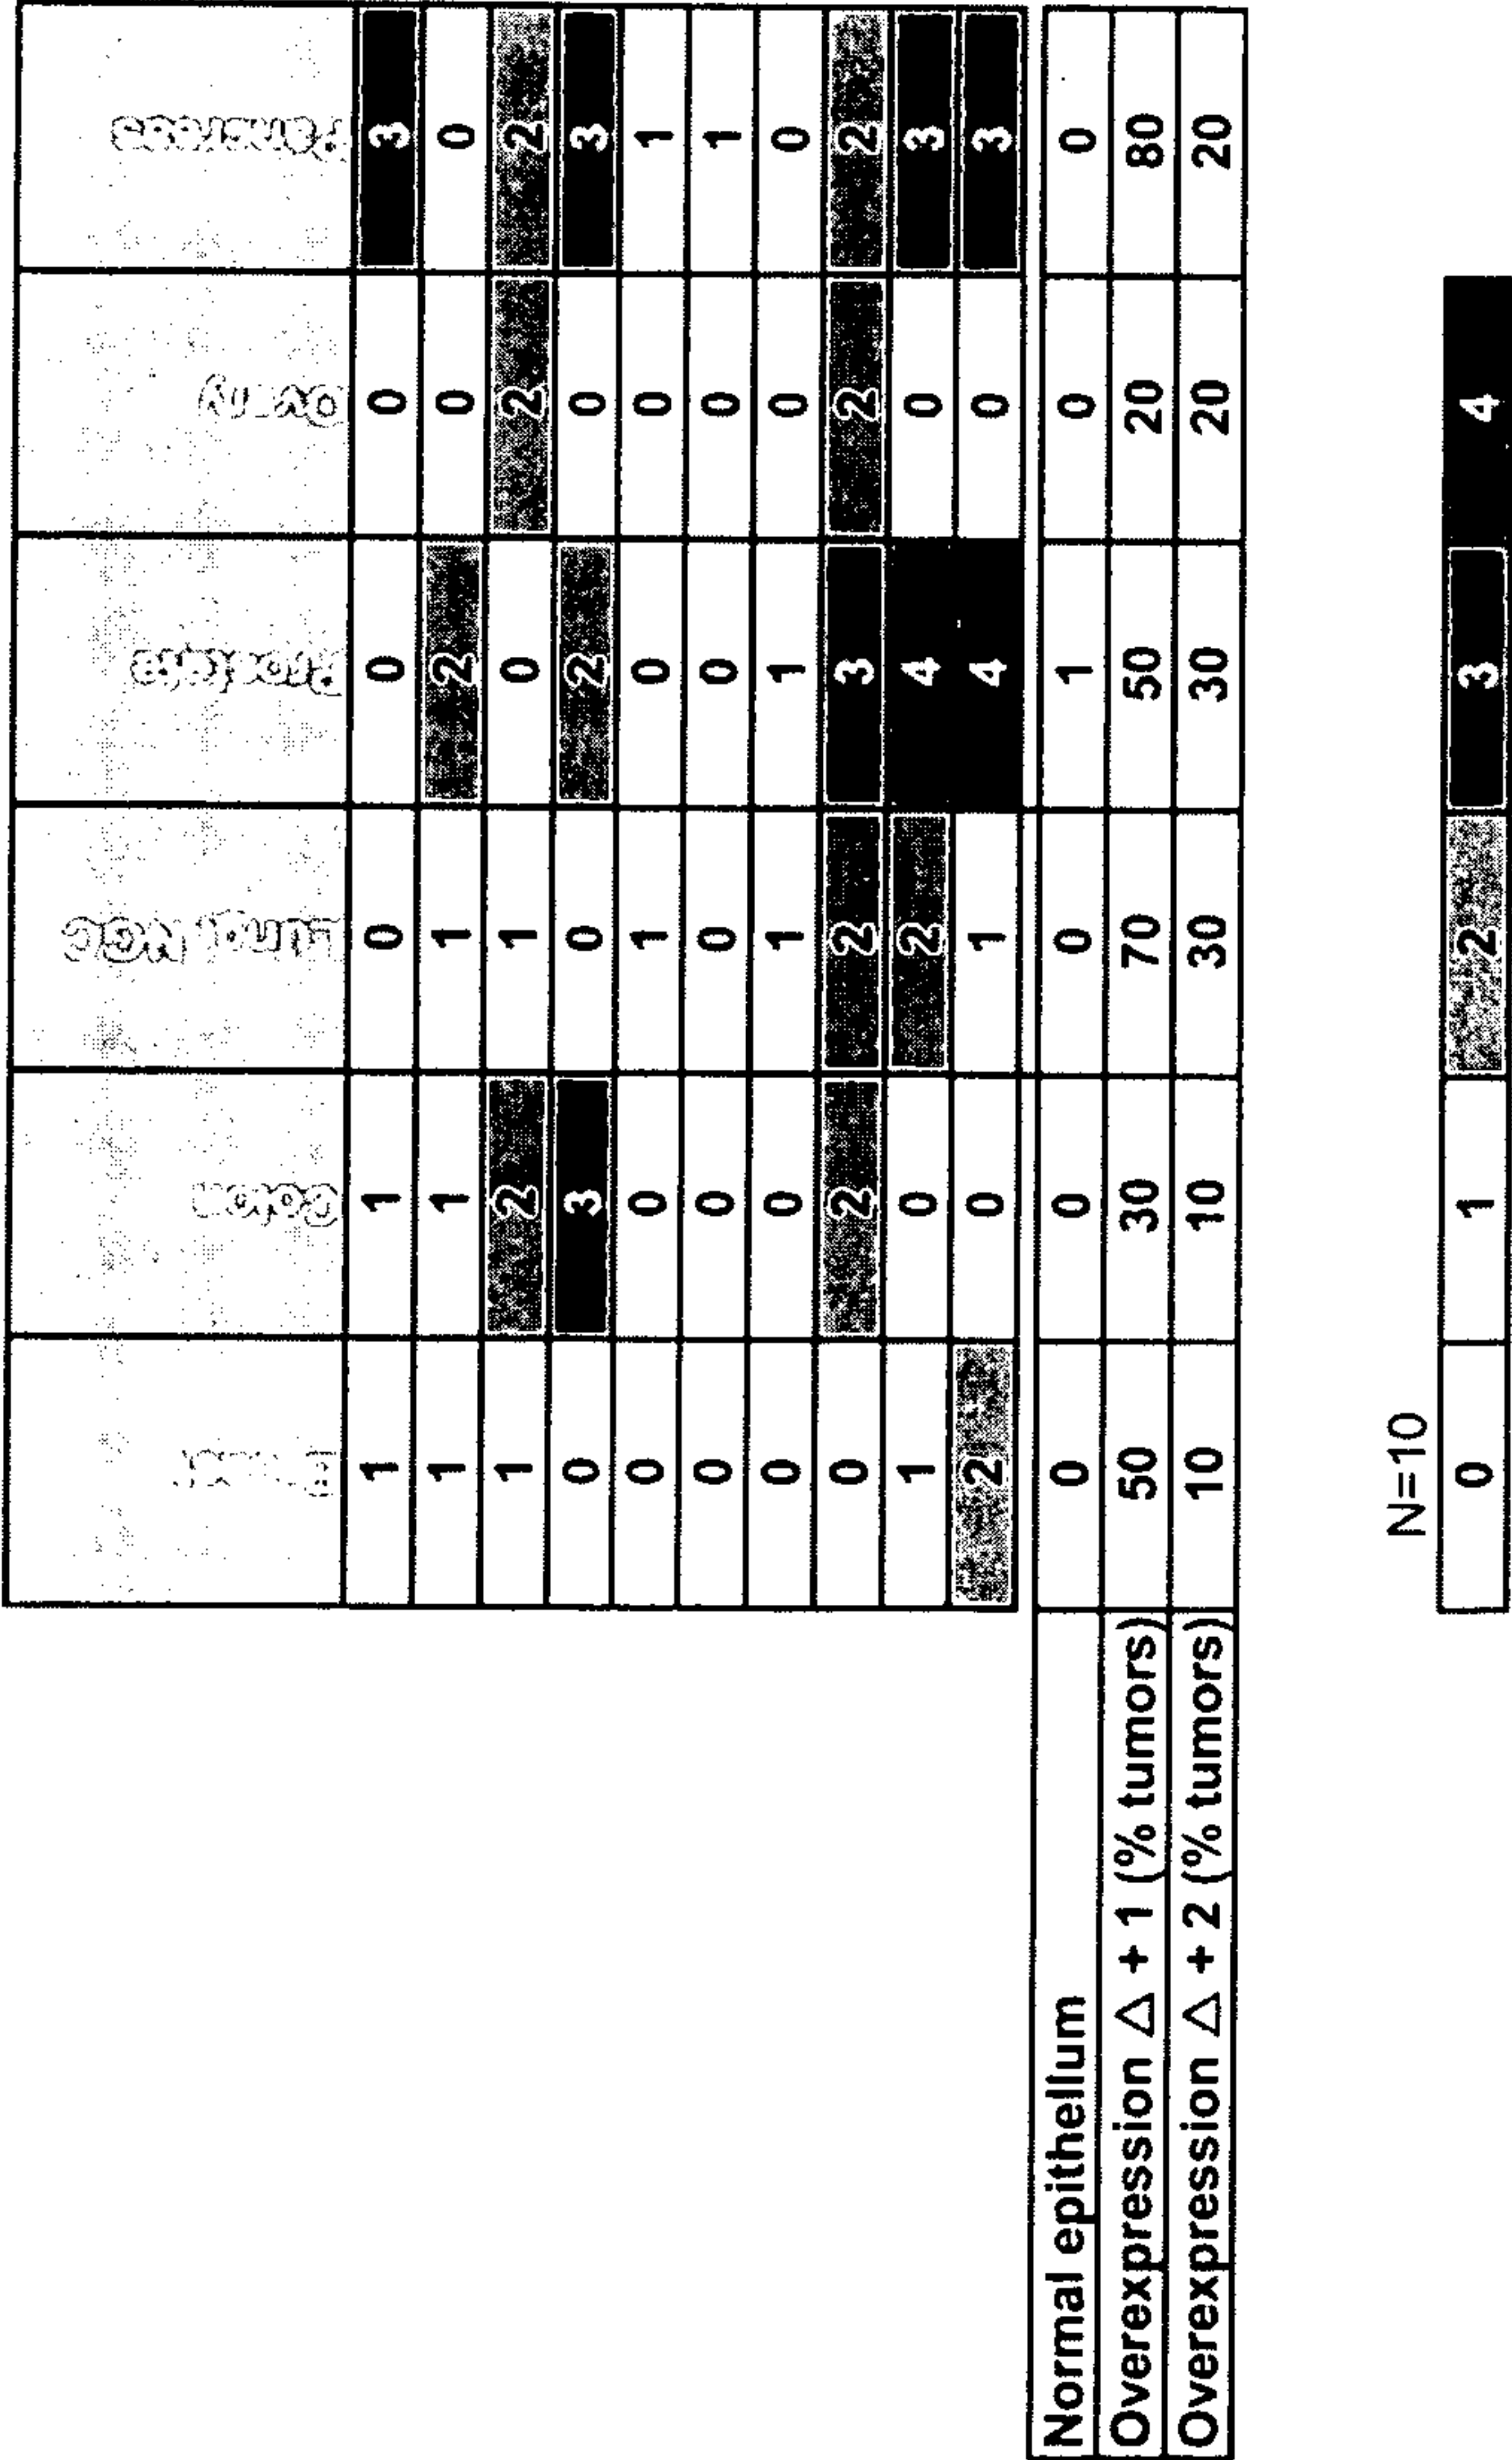 Colon Lung Prostate Ovary Pancreas
1 1 0 0 0 3
1 1 1 2 0 0
1 2 1 0 2 2
0 3 0 2 0 3
0 0 1 0 0 1
0 0 0 0 0 1
0 0 1 1 0 0
0 2 2 3 2 2
1 0 2 4 0 3
2 0 1 4 0 3
Normal epithellum 0 0 0 1 0 0
Overexpression △ + 1 (% tumors) 50 30 70 50 20 80
Overexpression △ + 2 (% tumors) 10 10 30 30 20 20
N=10
0 1 2 3 4